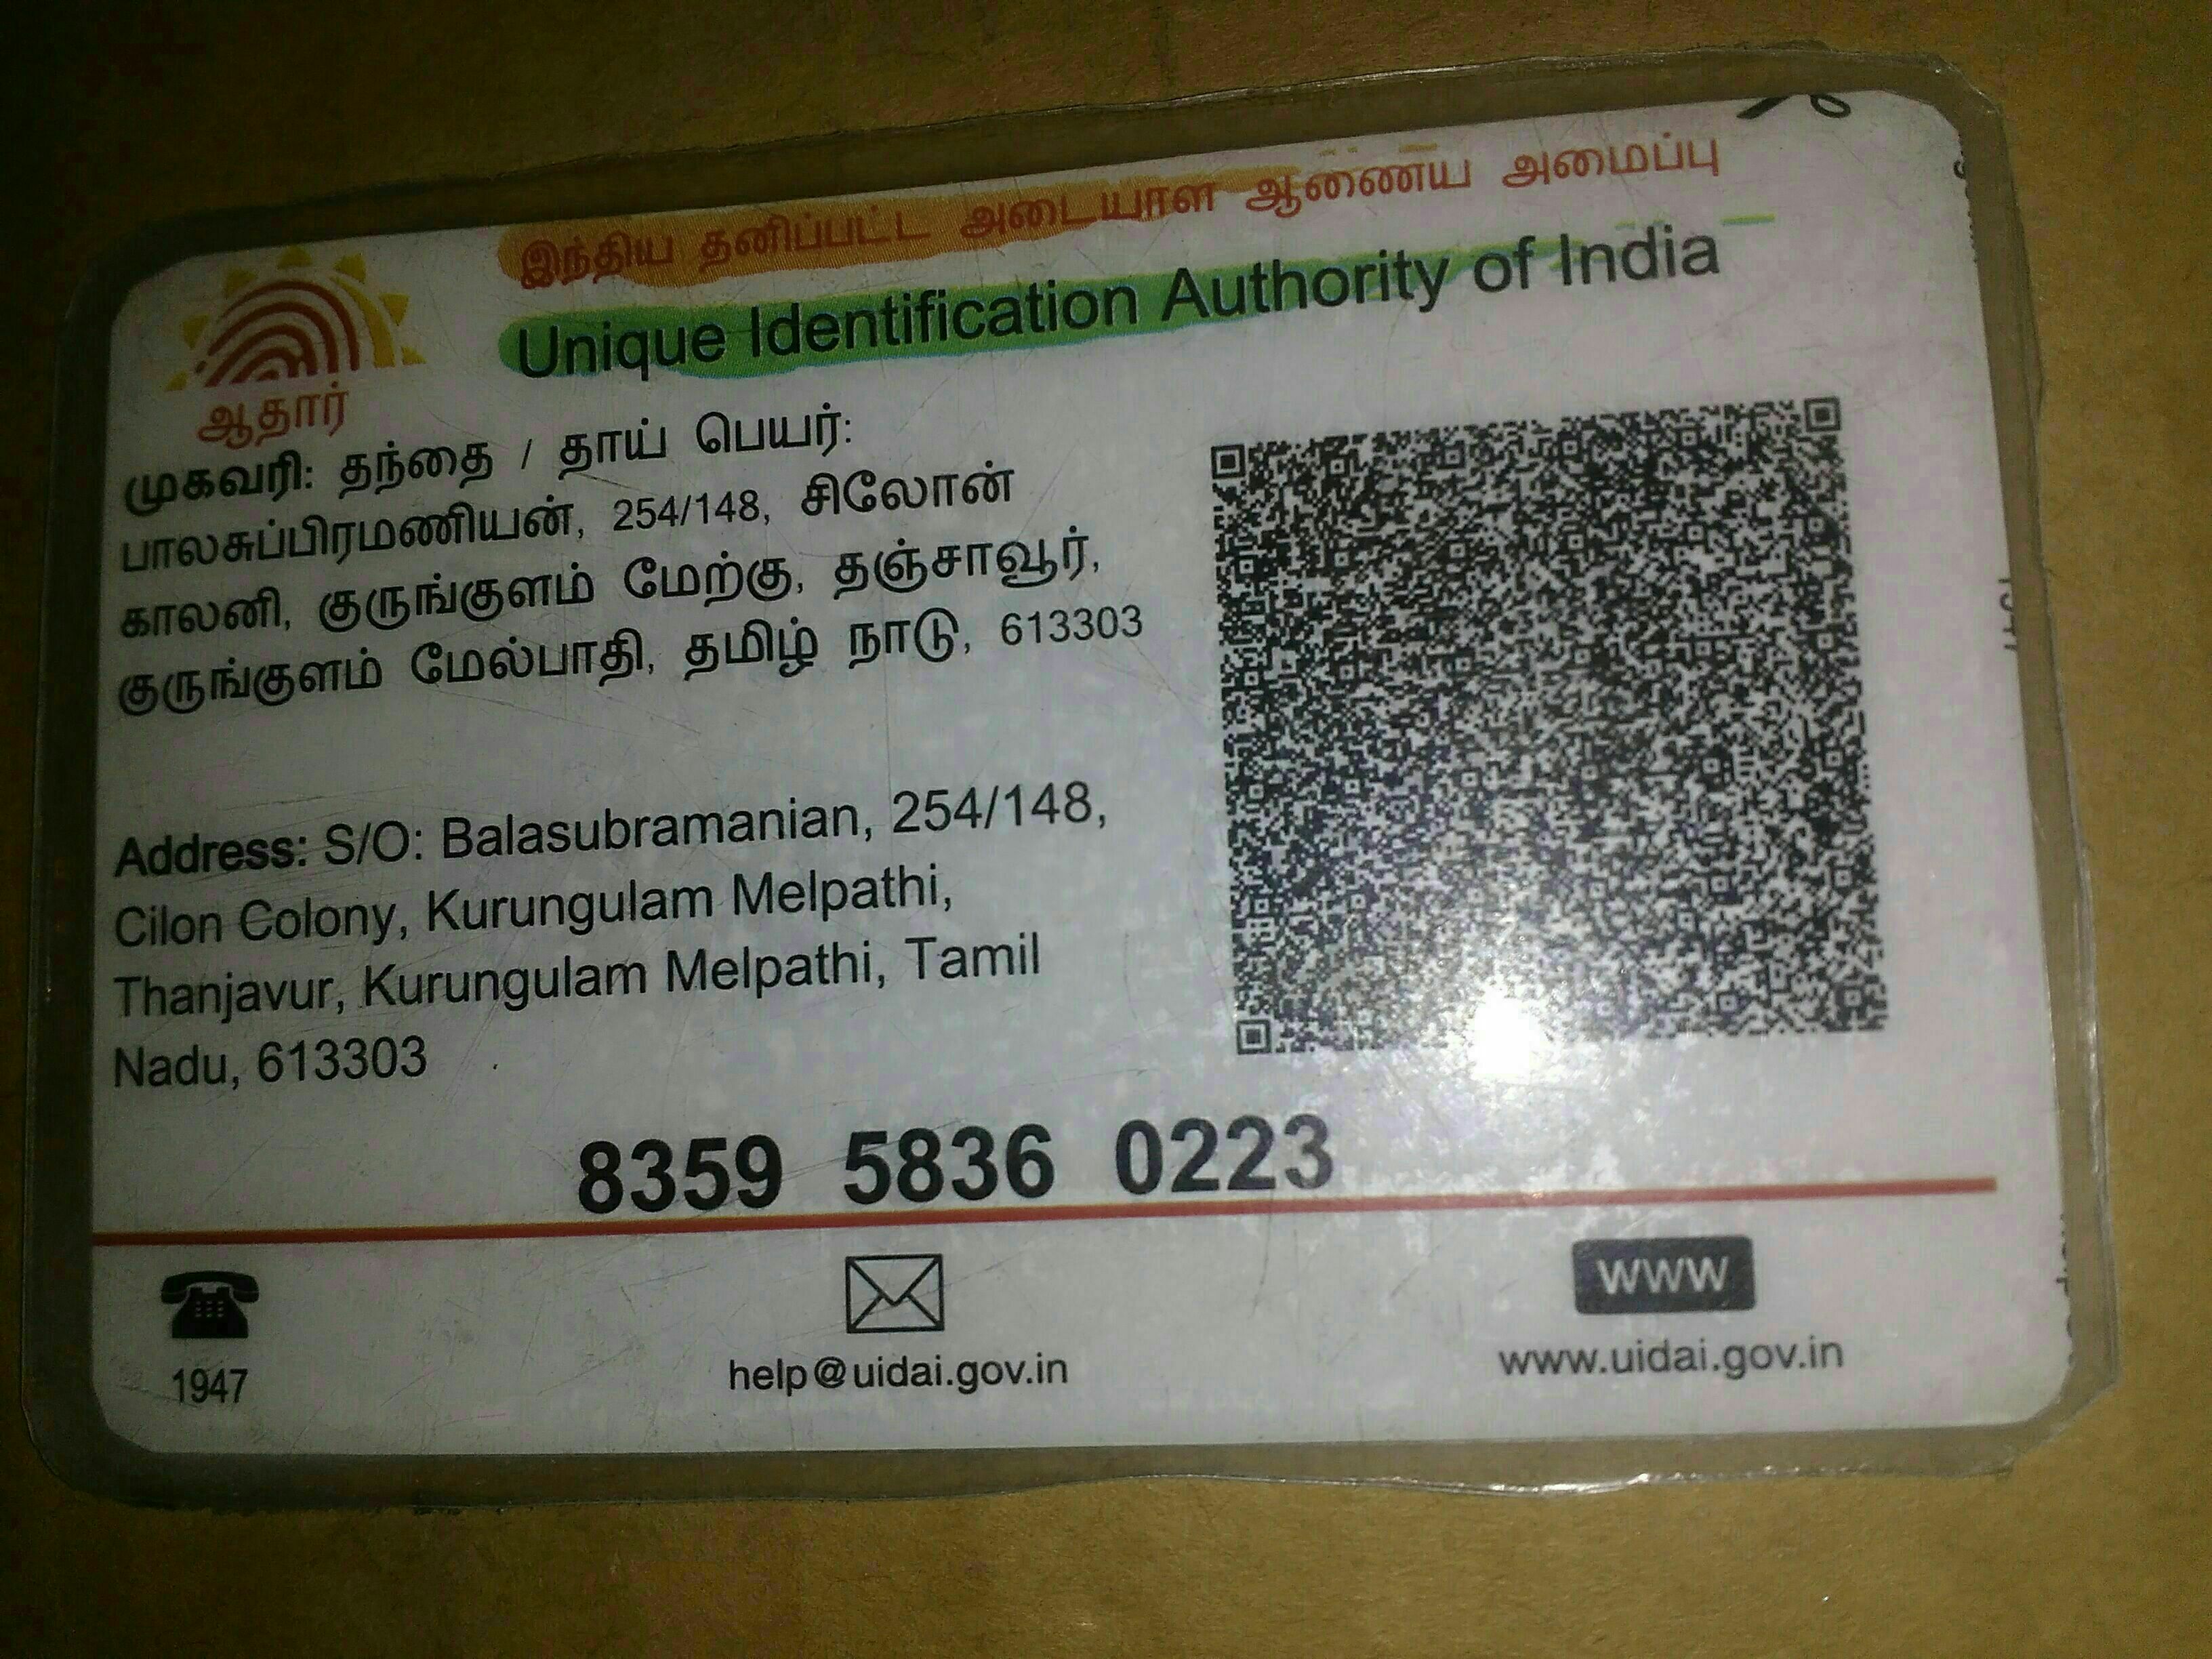 இந்திய தனிப்பட்ட அடையாள ஆணைய அமைப்பு
Unique Identification Authority of India
ஆதார்
முகவரி: தந்தை / தாய் பெயர்:
பாலசுப்பிரமணியன், 254/148, சிலோன்
காலனி, குருங்குளம் மேற்கு, தஞ்சாவூர்,
குருங்குளம் மேல்பாதி, தமிழ் நாடு, 613303
Address: S/O: Balasubramanian, 254/148,
Cilon Colony, Kurungulam Melpathi,
Thanjavur, Kurungulam Melpathi, Tamil
Nadu, 613303
8359 5836 0223
1947
help@uidai.gov.in
www
www.uidai.gov.in